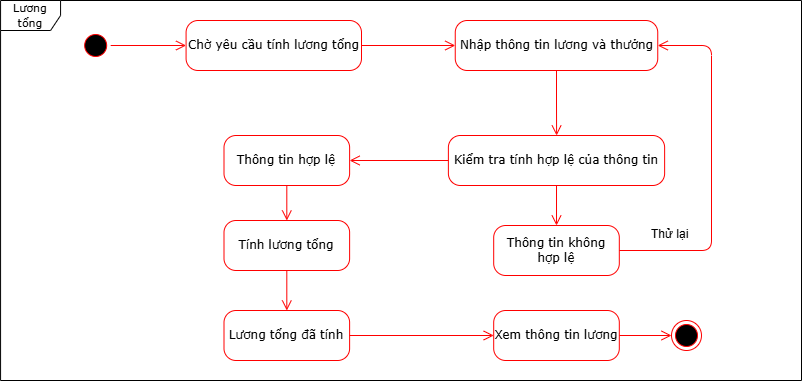 Lương
tổng
Chờ yêu cầu tính lương tổng
Nhập thông tin lương và thưởng
Thông tin hợp lệ
Kiểm tra tính hợp lệ của thông tin
Tính lương tổng
Thông tin không
hợp lệ
Thử lại
Lương tổng đã tính
Xem thông tin lương